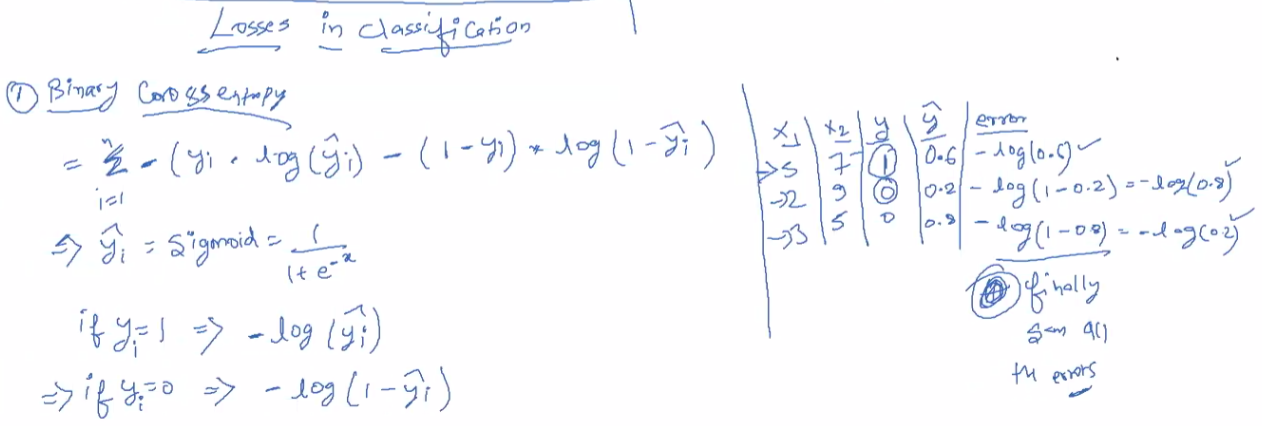 Losses in classification
① Binary Corossentropy
= Σ_{i=1}^{n} - (yi . log(ŷi) - (1-yi) * log(1-ŷi)
=> ŷi = Sigmoid = 1/(1+e^-x)
if yi=1 => - log(ŷi)
=> if yi=0 => - log(1-ŷi)
x1 | x2 | y | ŷ | error
->5 | 7 | 1 | 0.6 | - log(0.6) ✓
->2 | 9 | 0 | 0.2 | - log(1-0.2) = -log(0.8) ✓
->3 | 5 | 0 | 0.8 | - log(1-0.8) = -log(0.2) ✓
⊕ finally
sum all
the errors